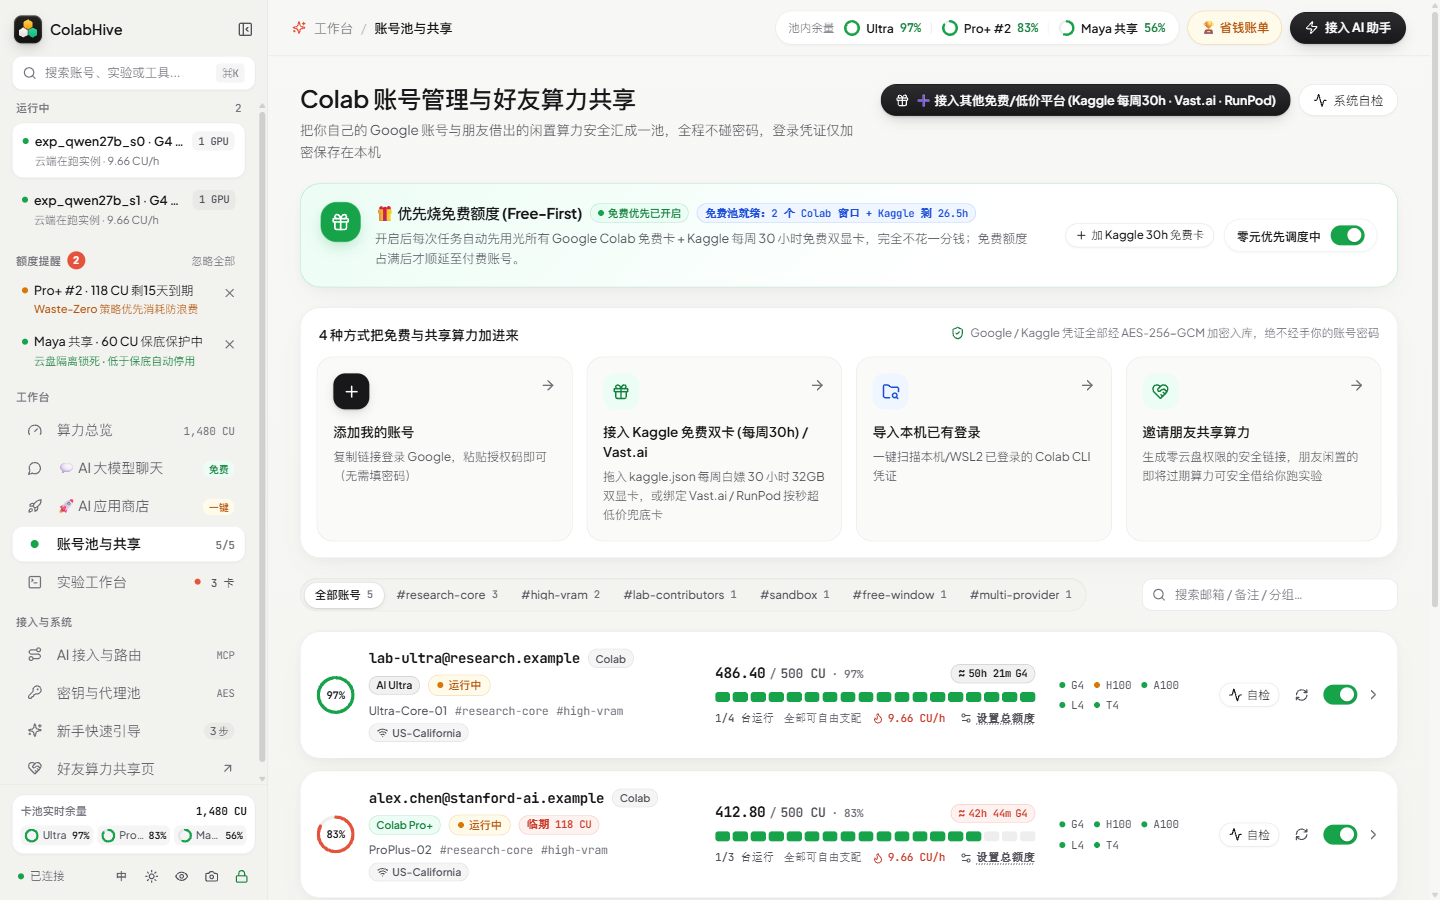 ColabHive
搜索账号、实验或工具... ⌘K
运行中 2
exp_qwen27b_s0 · G4 ... 1 GPU
云端在跑实例 · 9.66 CU/h
exp_qwen27b_s1 · G4 ... 1 GPU
云端在跑实例 · 9.66 CU/h
额度提醒 2 忽略全部
Pro+ #2 · 118 CU 剩15天到期
Waste-Zero 策略优先消耗防浪费
Maya 共享 · 60 CU 保底保护中
云盘隔离锁死 · 低于保底自动停用
工作台
算力总览 1,480 CU
AI 大模型聊天 免费
AI 应用商店 一键
账号池与共享 5/5
实验工作台 3 卡
接入与系统
AI 接入与路由 MCP
密钥与代理池 AES
新手快速引导 3 步
好友算力共享页
卡池实时余量 1,480 CU
Ultra 97% Pro... 83% Ma... 56%
已连接 中
工作台 / 账号池与共享
池内余量 Ultra 97% Pro+ #2 83% Maya 共享 56%
省钱账单
接入 AI 助手
Colab 账号管理与好友算力共享
把你自己的 Google 账号与朋友借出的闲置算力安全汇成一池，全程不碰密码，登录凭证仅加
密保存在本机
接入其他免费/低价平台 (Kaggle 每周30h · Vast.ai · RunPod)
系统自检
优先烧免费额度 (Free-First) 免费优先已开启 免费池就绪: 2 个 Colab 窗口 + Kaggle 剩 26.5h
开启后每次任务自动先用光所有 Google Colab 免费卡 + Kaggle 每周 30 小时免费双显卡，完全不花一分钱；免费额度
占满后才顺延至付费账号。
加 Kaggle 30h 免费卡
零元优先调度中
4 种方式把免费与共享算力加进来
Google / Kaggle 凭证全部经 AES-256-GCM 加密入库，绝不经手你的账号密码
添加我的账号
复制链接登录 Google，粘贴授权码即可
（无需填密码）
接入 Kaggle 免费双卡 (每周30h) /
Vast.ai
拖入 kaggle.json 每周白嫖 30 小时 32GB
双显卡，或绑定 Vast.ai / RunPod 按秒超
低价兜底卡
导入本机已有登录
一键扫描本机/WSL2 已登录的 Colab CLI
凭证
邀请朋友共享算力
生成零云盘权限的安全链接，朋友闲置的
即将过期算力可安全借给你跑实验
全部账号 5 #research-core 3 #high-vram 2 #lab-contributors 1 #sandbox 1 #free-window 1 #multi-provider 1
搜索邮箱 / 备注 / 分组...
lab-ultra@research.example Colab
AI Ultra 运行中
Ultra-Core-01 #research-core #high-vram
US-California
97%
486.40 / 500 CU · 97% 50h 21m G4
1/4 台运行 全部可自由支配 9.66 CU/h 设置总额度
G4 H100 A100
L4 T4
自检
alex.chen@stanford-ai.example Colab
Colab Pro+ 运行中 临期 118 CU
ProPlus-02 #research-core #high-vram
US-California
83%
412.80 / 500 CU · 83% 42h 44m G4
1/3 台运行 全部可自由支配 9.66 CU/h 设置总额度
G4 H100 A100
L4 T4
自检